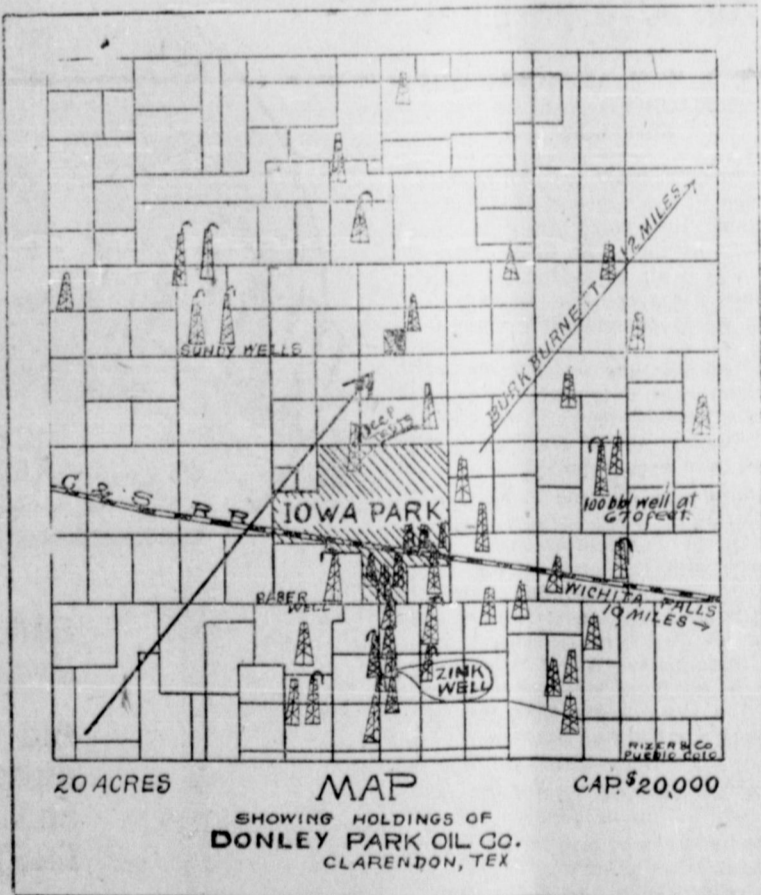 BURKBURNETT 12 MILES
SUNDY WELLS
DEEP TESTS
C & S RR
IOWA PARK
100 bbl well at
670 feet.
WICHITA FALLS
10 MILES →
WELL
ZINK
WELL
RIZER & Co
PUEBLO COLO
20 ACRES
MAP
CAP. $20,000
SHOWING HOLDINGS OF
DONLEY PARK OIL CO.
CLARENDON, TEX